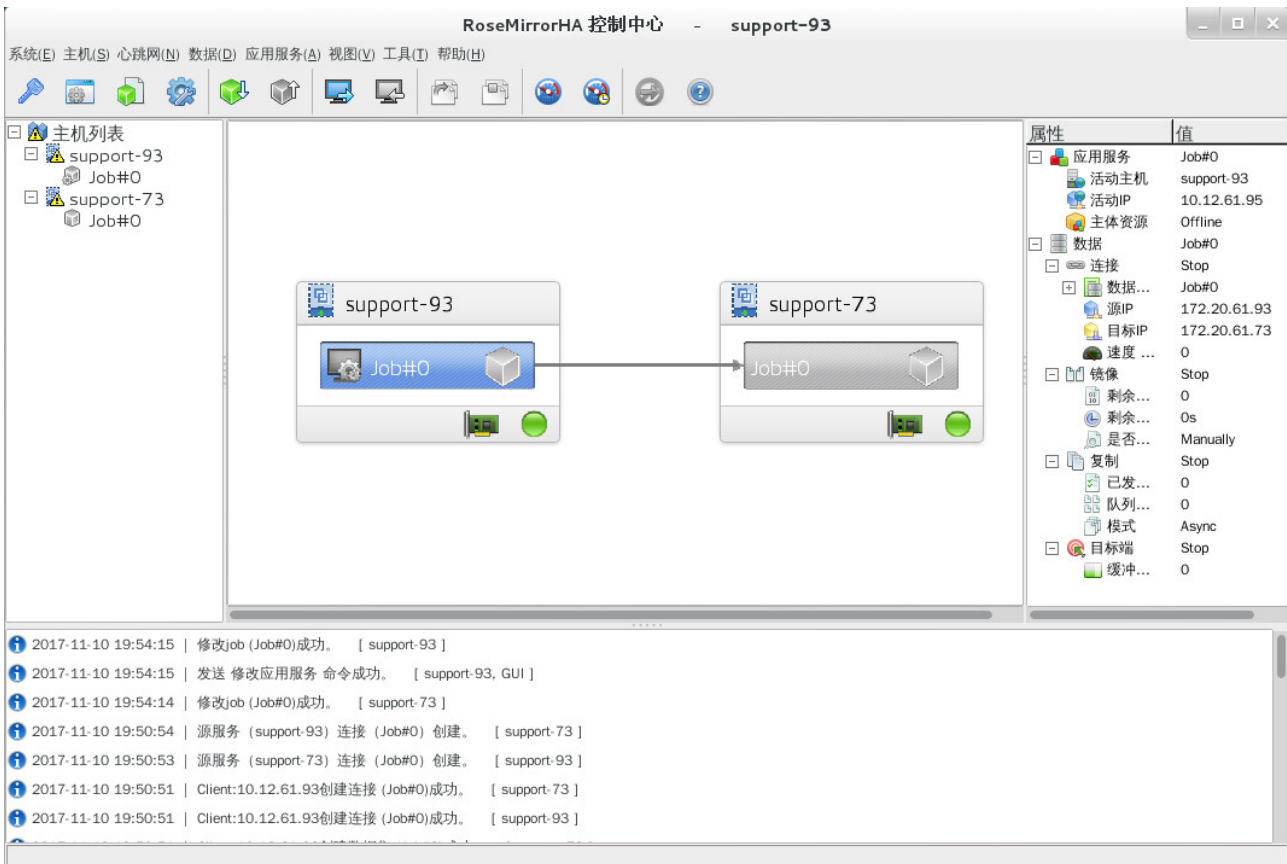 RoseMirrorHA 控制中心 - support-93
系统(E) 主机(S) 心跳网(N) 数据(D) 应用服务(A) 视图(V) 工具(T) 帮助(H)
主机列表
support-93
Job#0
support-73
Job#0
support-93
Job#0
support-73
Job#0
属性 值
应用服务 Job#0
活动主机 support-93
活动IP 10.12.61.95
主体资源 Offline
数据 Job#0
连接 Stop
数据... Job#0
源IP 172.20.61.93
目标IP 172.20.61.73
速度 ... 0
镜像 Stop
剩余... 0
剩余... 0s
是否... Manually
复制 Stop
已发... 0
队列... 0
模式 Async
目标端 Stop
缓冲... 0
2017-11-10 19:54:15 | 修改job (Job#0)成功。 [ support-93 ]
2017-11-10 19:54:15 | 发送 修改应用服务 命令成功。 [ support-93, GUI ]
2017-11-10 19:54:14 | 修改job (Job#0)成功。 [ support-73 ]
2017-11-10 19:50:54 | 源服务（support-93）连接（Job#0）创建。 [ support-73 ]
2017-11-10 19:50:53 | 源服务（support-73）连接（Job#0）创建。 [ support-93 ]
2017-11-10 19:50:51 | Client:10.12.61.93创建连接 (Job#0)成功。 [ support-73 ]
2017-11-10 19:50:51 | Client:10.12.61.93创建连接 (Job#0)成功。 [ support-93 ]